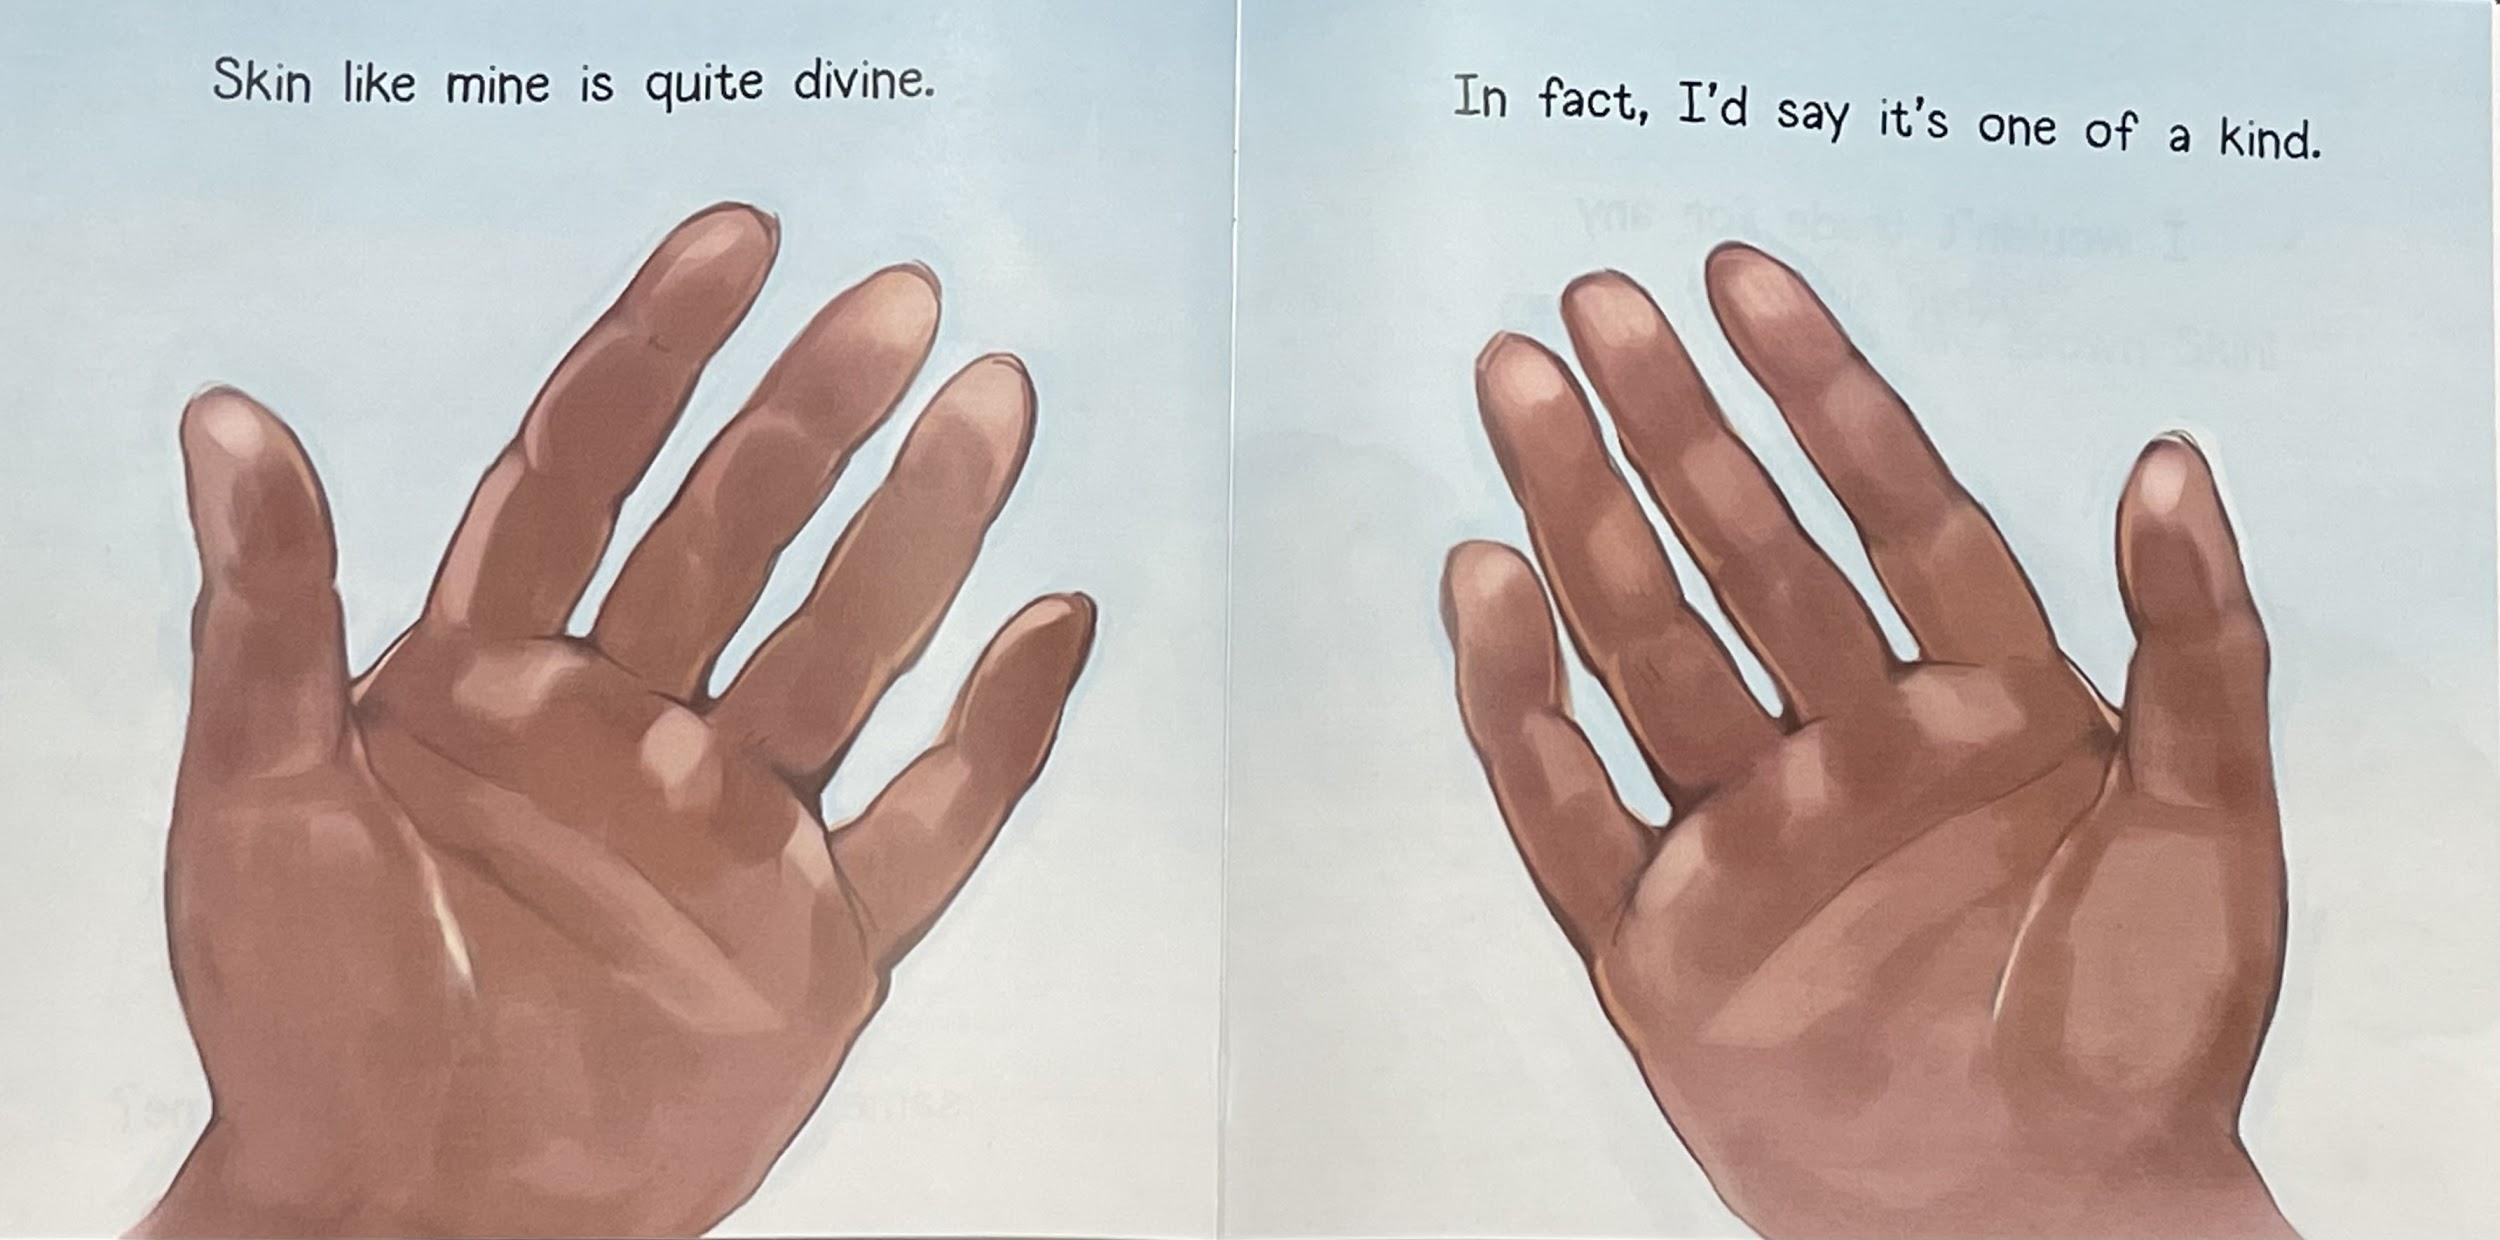 Skin like mine is quite divine.
In fact, I'd say it's one of a kind.